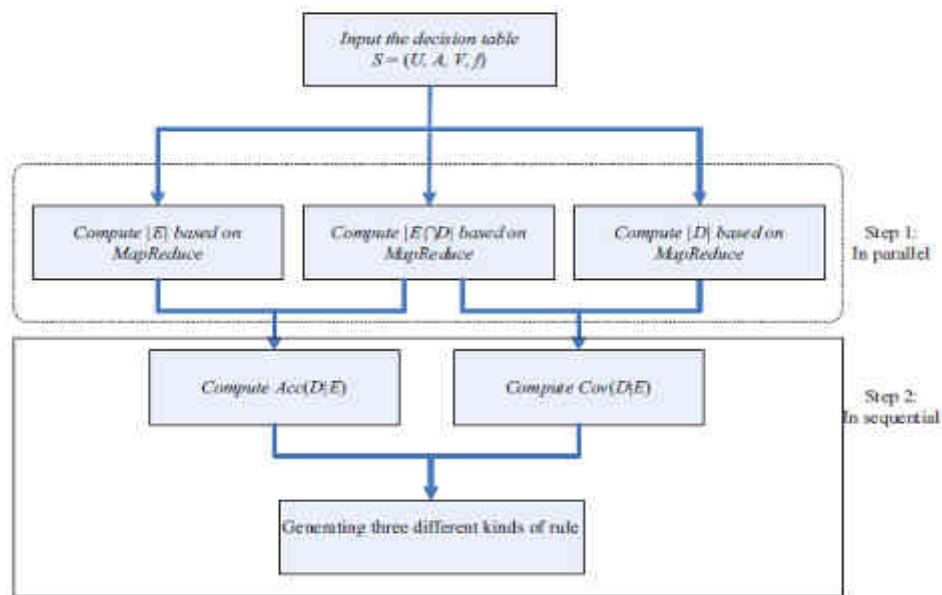 Input the decision table
S = (U, A, V, f)
Compute |E| based on
MapReduce
Compute |E⋂D| based on
MapReduce
Compute |D| based on
MapReduce
Step 1:
In parallel
Compute Acc(D|E)
Compute Cov(D|E)
Step 2:
In sequential
Generating three different kinds of rule